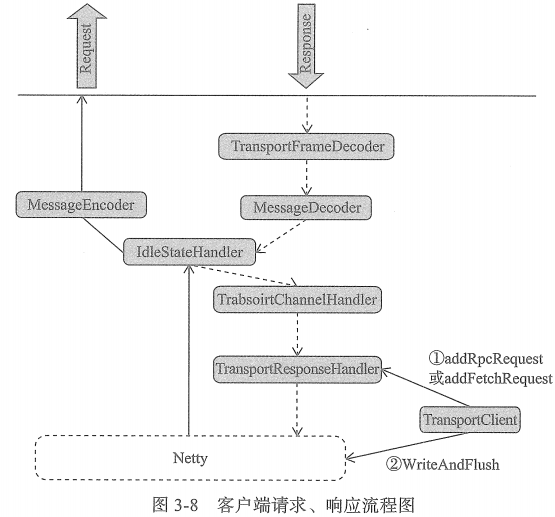 Request
Response
TransportFrameDecoder
MessageEncoder
MessageDecoder
IdleStateHandler
TrabsoirtChannelHandler
①addRpcRequest
或addFetchRequest
TransportResponseHandler
TransportClient
Netty
②WriteAndFlush
图 3-8 客户端请求、响应流程图